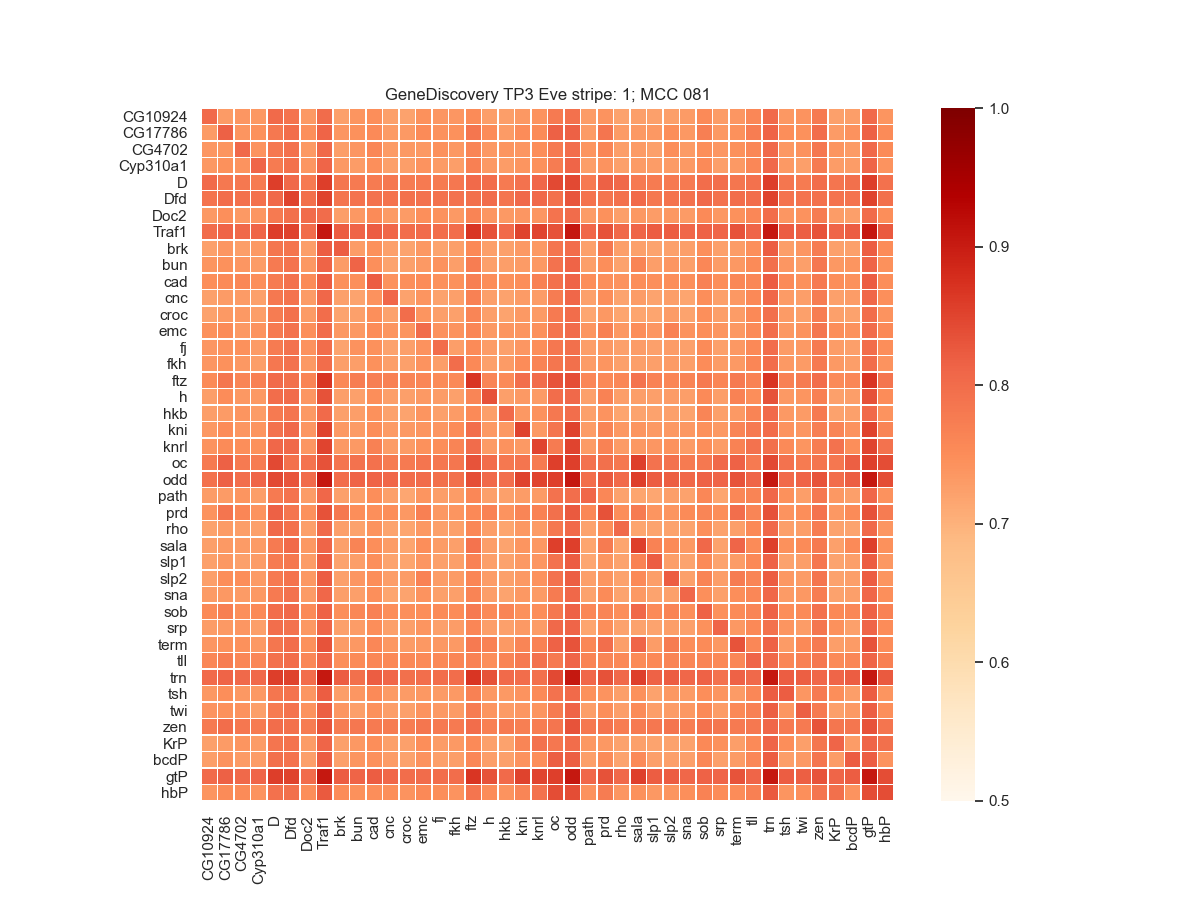 GeneDiscovery TP3 Eve stripe: 1; MCC 081
CG10924
CG17786
CG4702
Cyp310a1
D
Dfd
Doc2
Traf1
brk
bun
cad
cnc
croc
emc
fj
fkh
ftz
h
hkb
kni
knrl
oc
odd
path
prd
rho
sala
slp1
slp2
sna
sob
srp
term
tll
trn
tsh
twi
zen
KrP
bcdP
gtP
hbP
CG10924
CG17786
CG4702
Cyp310a1
D
Dfd
Doc2
Traf1
brk
bun
cad
cnc
croc
emc
fj
fkh
ftz
h
hkb
kni
knrl
oc
odd
path
prd
rho
sala
slp1
slp2
sna
sob
srp
term
tll
trn
tsh
twi
zen
KrP
bcdP
gtP
hbP
1.0
0.9
0.8
0.7
0.6
0.5